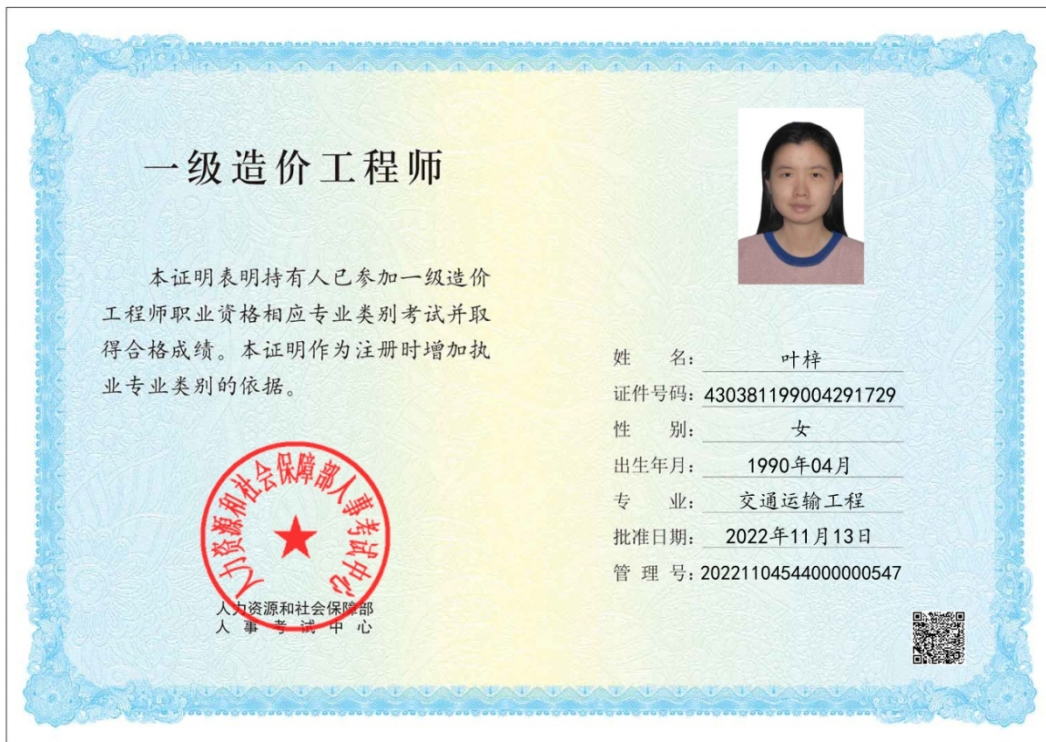 一级造价工程师
本证明表明持有人已参加一级造价
工程师职业资格相应专业类别考试并取
得合格成绩。本证明作为注册时增加执
业专业类别的依据。
人力资源和社会保障部人事考试中心
人力资源和社会保障部
人事考试中心
姓名：叶梓
证件号码：430381199004291729
性别：女
出生年月：1990年04月
专业：交通运输工程
批准日期：2022年11月13日
管理号：20221104544000000547